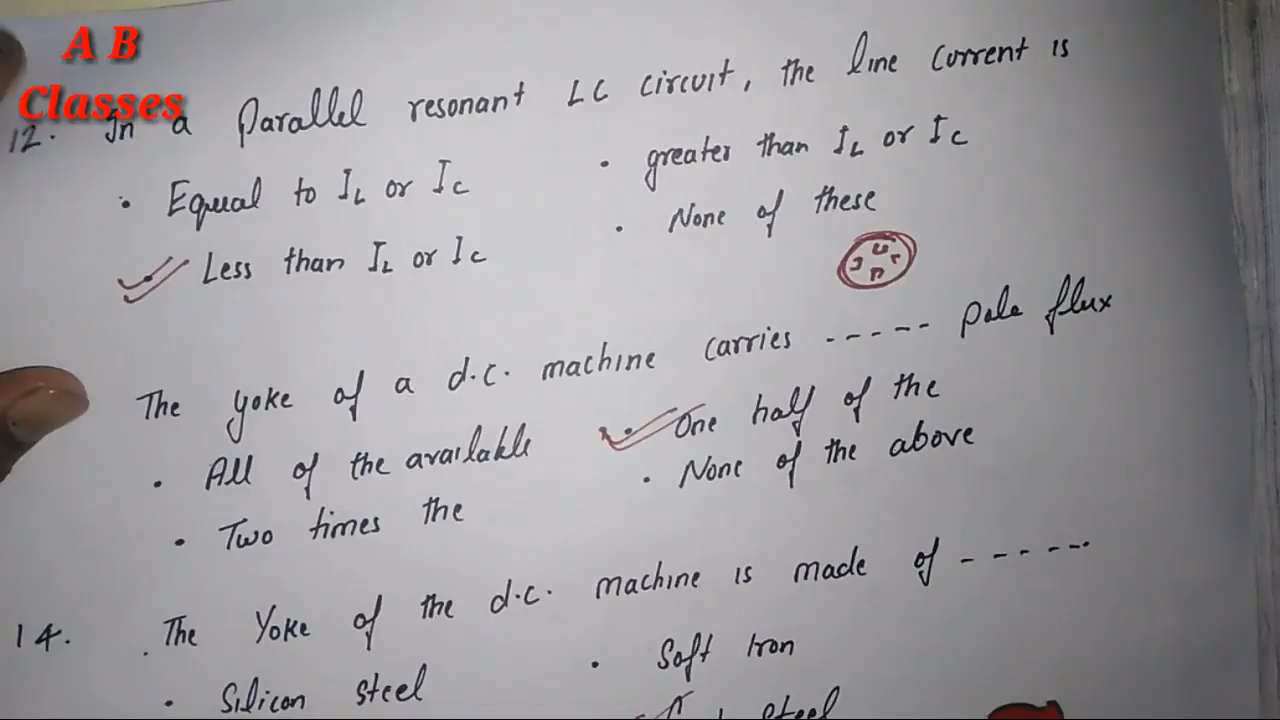 A B
Classes
12. In a parallel resonant LC circuit, the line current is
• Equal to IL or IC
• greater than IL or IC
• Less than IL or IC
• None of these
The yoke of a d.c. machine carries ----- pole flux
• All of the available
• One half of the
• Two times the
• None of the above
14. The Yoke of the d.c. machine is made of -----
• Silicon steel
• Soft Iron
steel